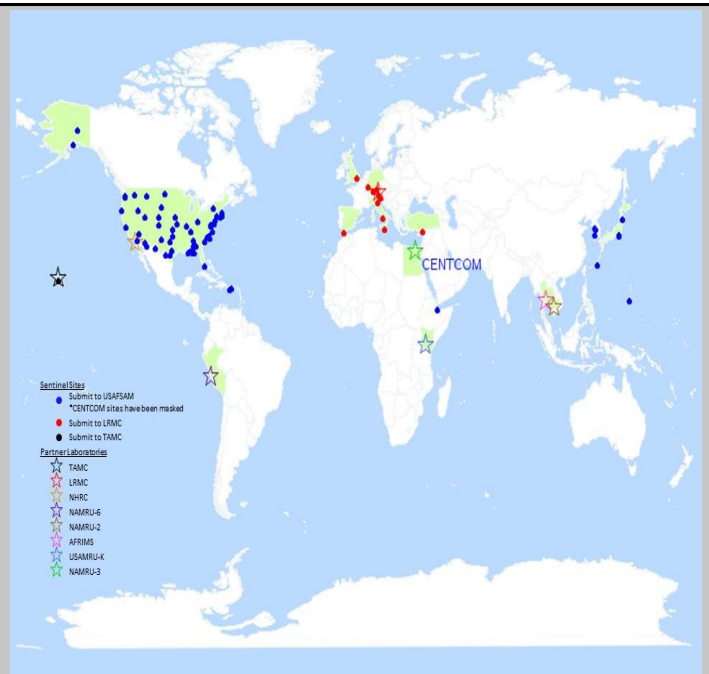 CENTCOM
Sentinel Sites
Submit to USAFSAM
*CENTCOM sites have been masked
Submit to LRMC
Submit to TAMC
Partner Laboratories
TAMC
LRMC
NHRC
NAMRU-6
NAMRU-2
AFRIMS
USAMRU-K
NAMRU-3